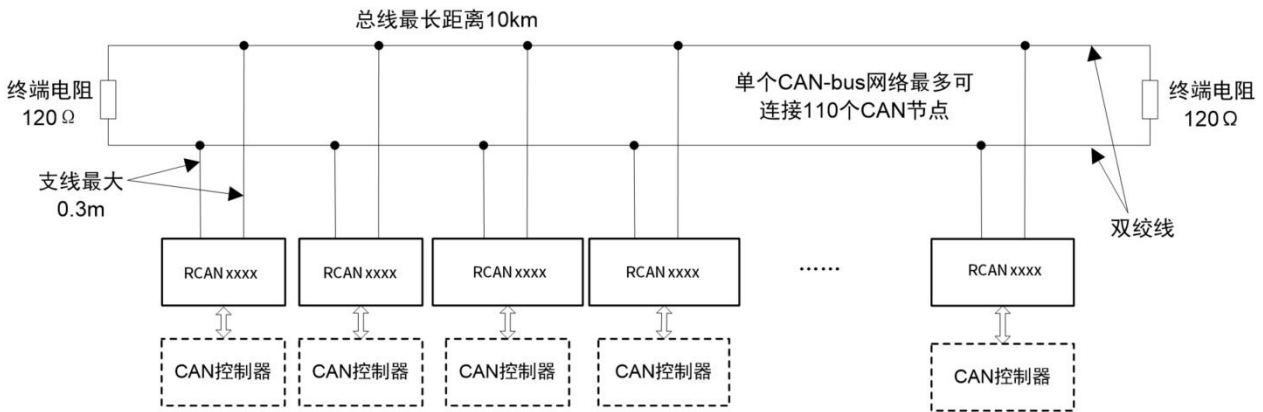 总线最长距离10km
终端电阻
120Ω
单个CAN-bus网络最多可
连接110个CAN节点
终端电阻
120Ω
支线最大
0.3m
双绞线
RCAN xxxx
RCAN xxxx
RCAN xxxx
RCAN xxxx
......
RCAN xxxx
CAN控制器
CAN控制器
CAN控制器
CAN控制器
CAN控制器